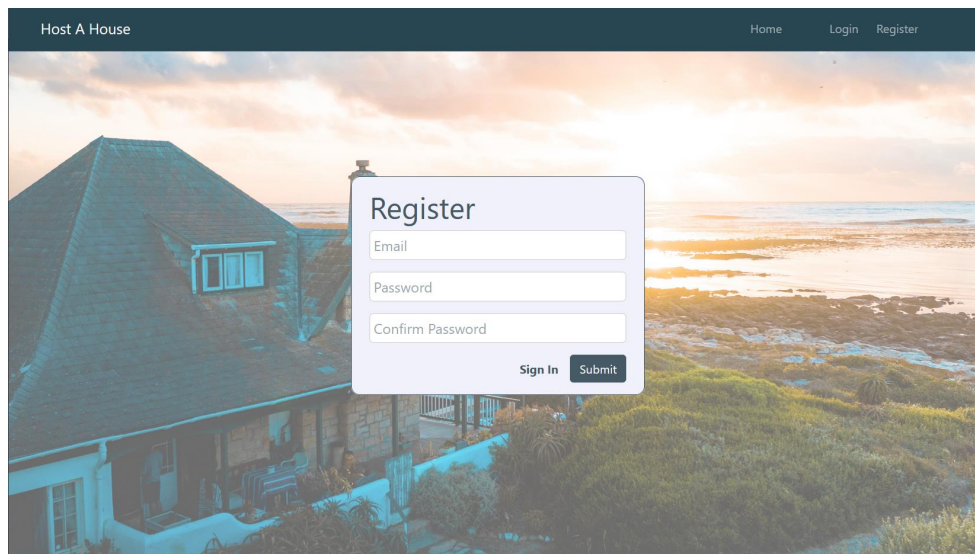 Host A House Home Login Register
Register
Email
Password
Confirm Password
Sign In Submit